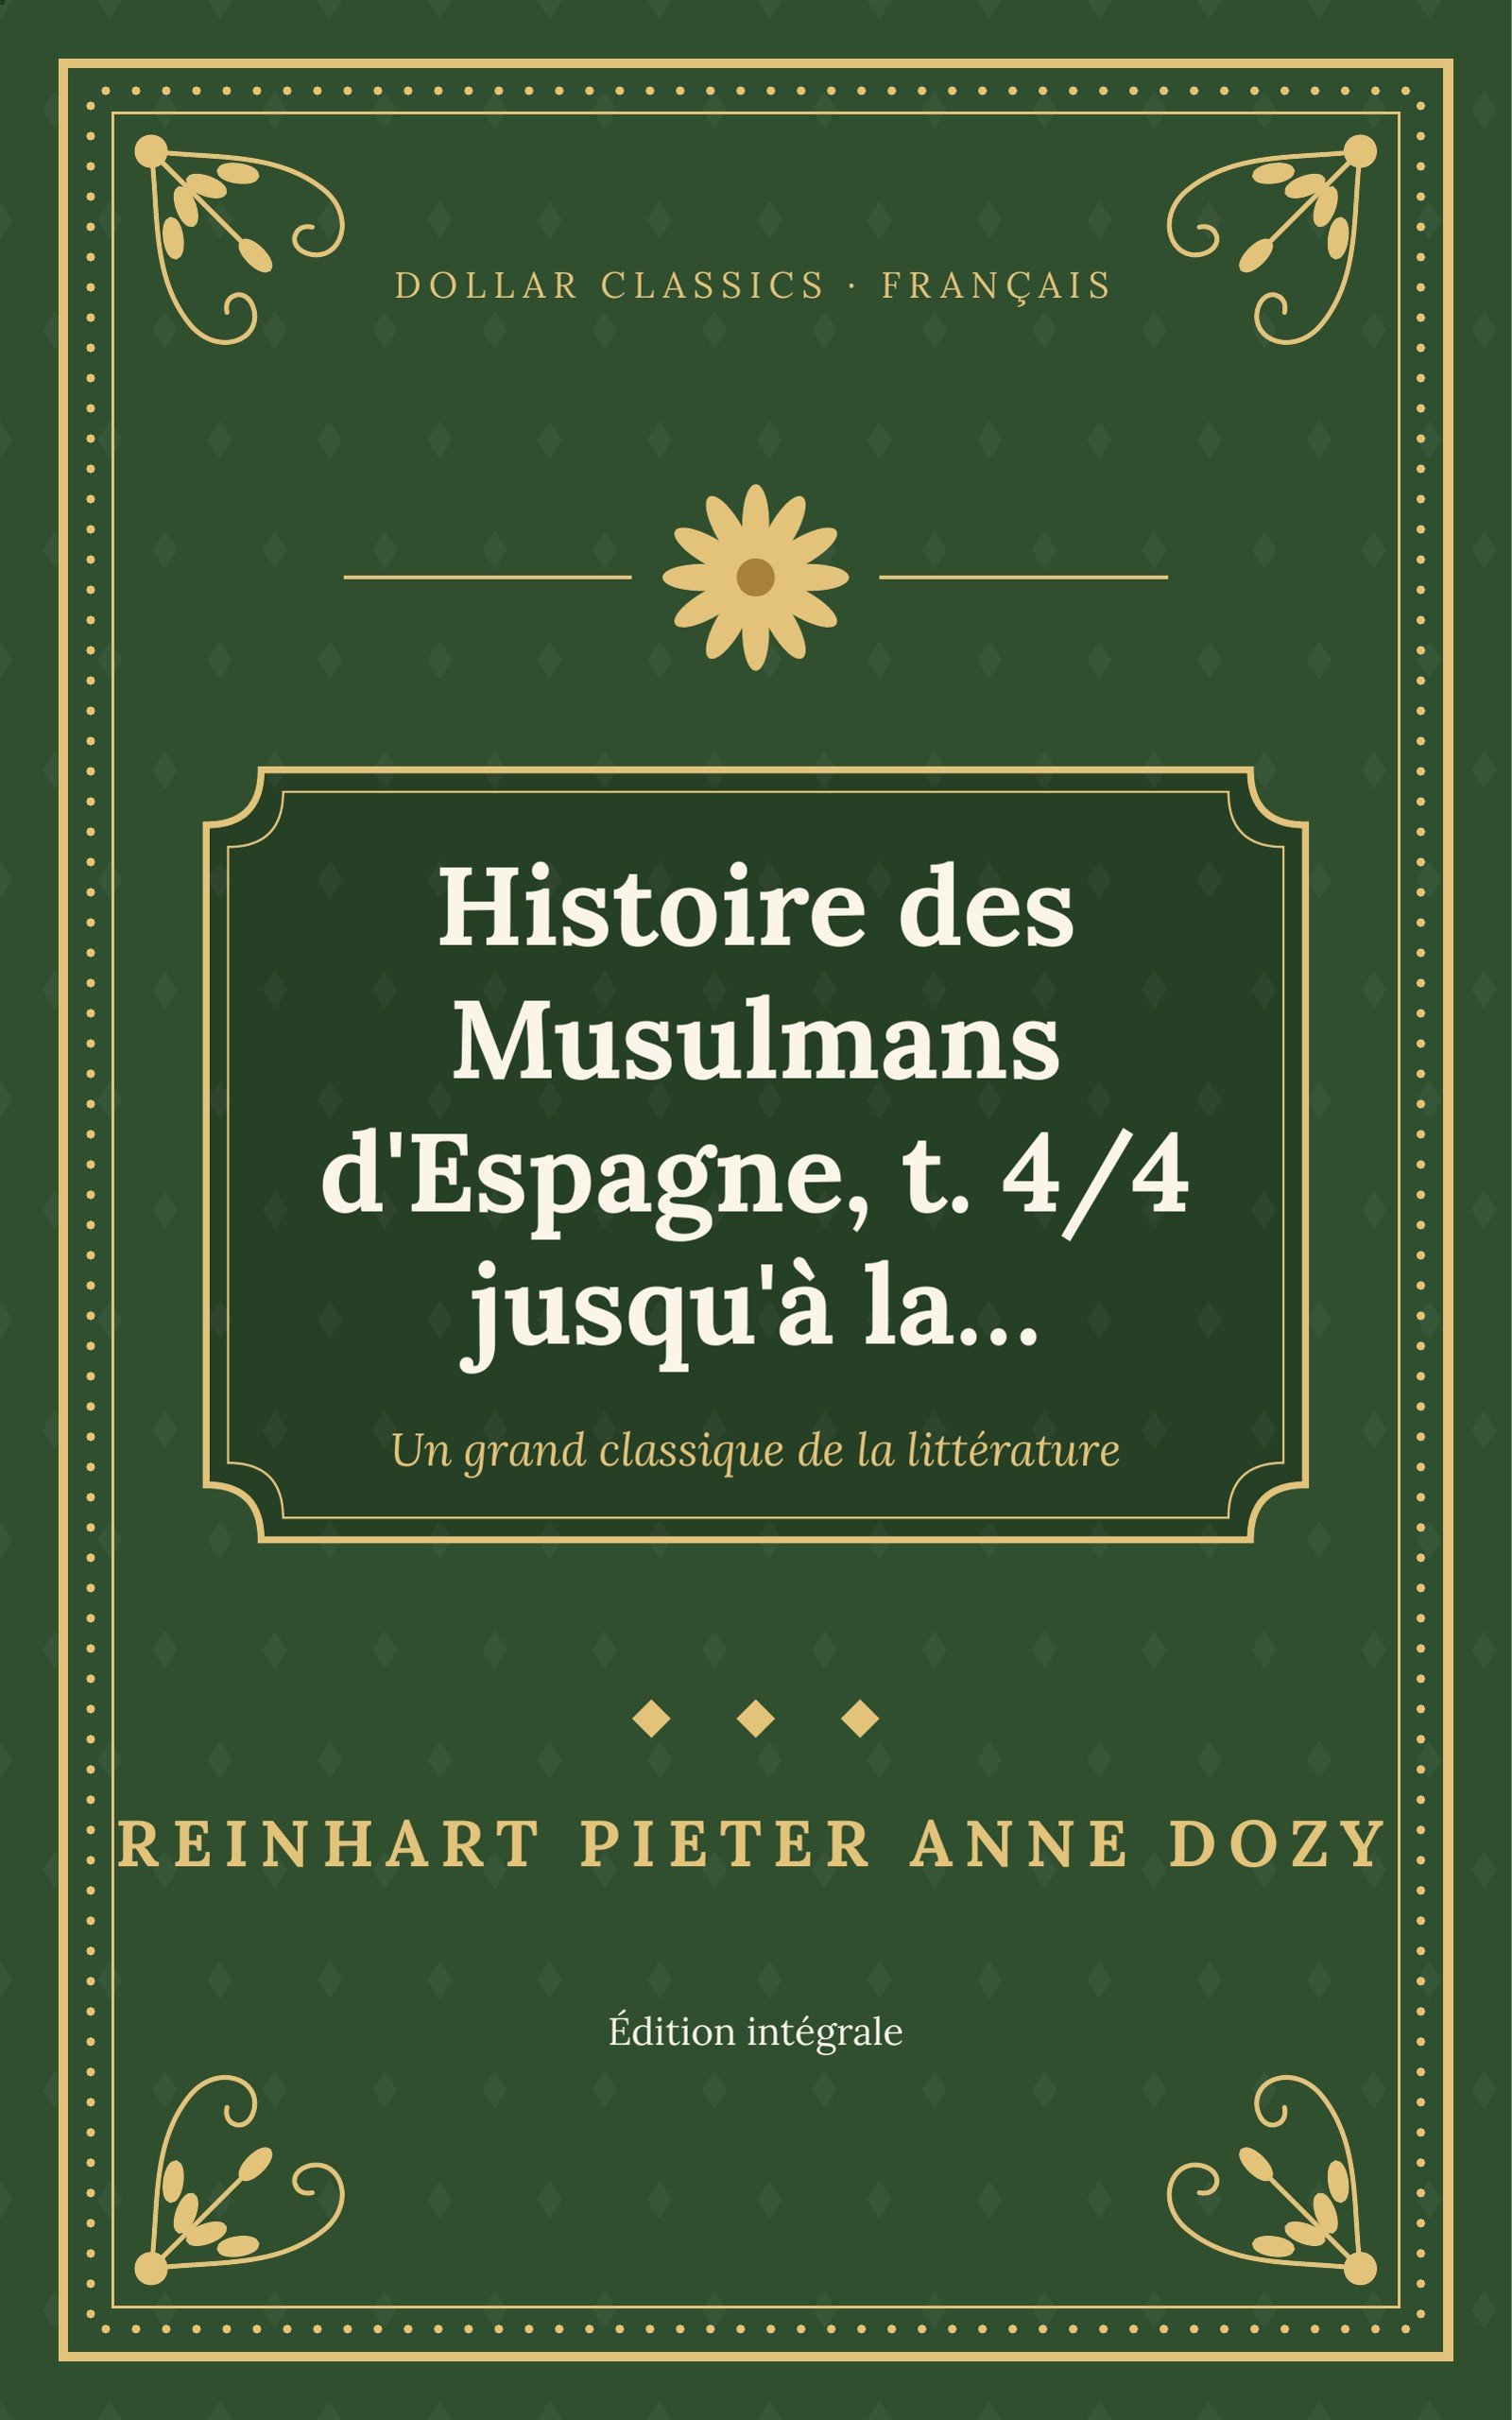 DOLLAR CLASSICS · FRANÇAIS
Histoire des
Musulmans
d'Espagne, t. 4/4
jusqu'à la...
Un grand classique de la littérature
REINHART PIETER ANNE DOZY
Édition intégrale